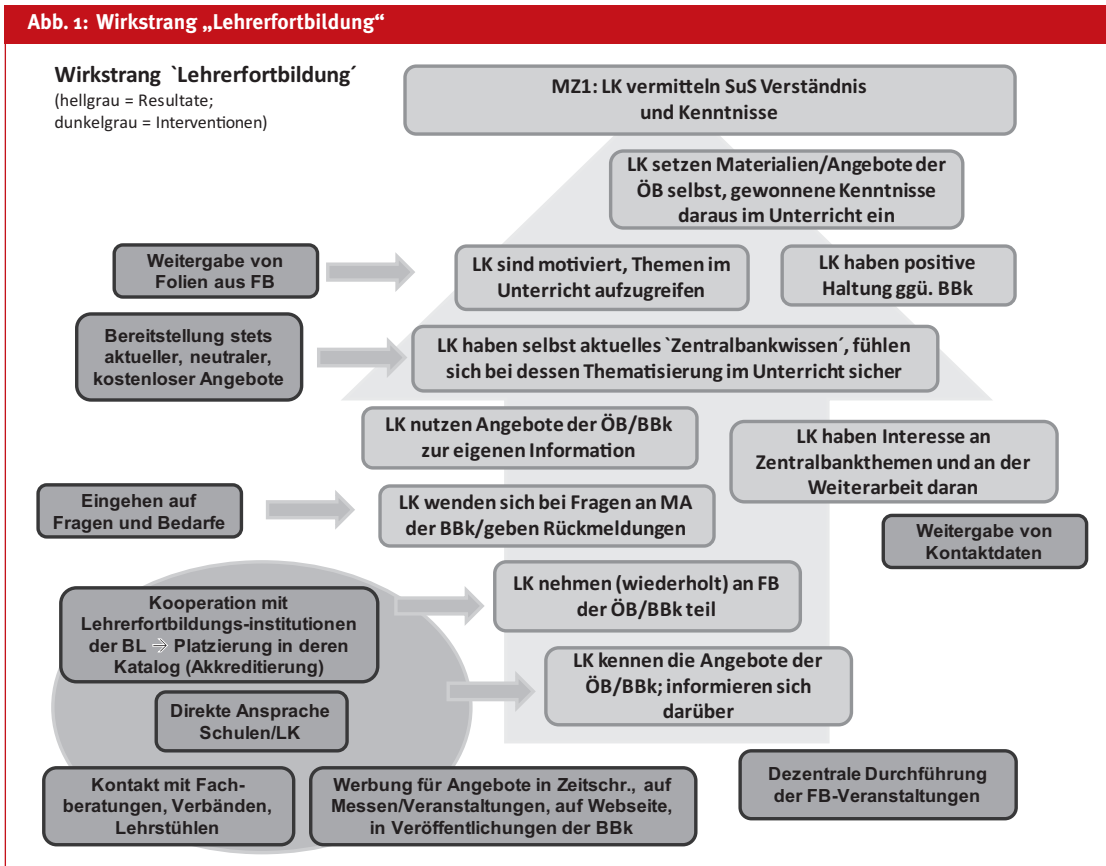 Abb. 1: Wirkstrang „Lehrerfortbildung“
Wirkstrang `Lehrerfortbildung´
(hellgrau = Resultate;
dunkelgrau = Interventionen)
MZ1: LK vermitteln SuS Verständnis
und Kenntnisse
LK setzen Materialien/Angebote der
ÖB selbst, gewonnene Kenntnisse
daraus im Unterricht ein
Weitergabe von
Folien aus FB
LK sind motiviert, Themen im
Unterricht aufzugreifen
LK haben positive
Haltung ggü. BBk
Bereitstellung stets
aktueller, neutraler,
kostenloser Angebote
LK haben selbst aktuelles `Zentralbankwissen´, fühlen
sich bei dessen Thematisierung im Unterricht sicher
LK nutzen Angebote der ÖB/BBk
zur eigenen Information
LK haben Interesse an
Zentralbankthemen und an der
Weiterarbeit daran
Eingehen auf
Fragen und Bedarfe
LK wenden sich bei Fragen an MA
der BBk/geben Rückmeldungen
Weitergabe von
Kontaktdaten
Kooperation mit
Lehrerfortbildungs-institutionen
der BL → Platzierung in deren
Katalog (Akkreditierung)
LK nehmen (wiederholt) an FB
der ÖB/BBk teil
LK kennen die Angebote der
ÖB/BBk; informieren sich
darüber
Direkte Ansprache
Schulen/LK
Kontakt mit Fach-
beratungen, Verbänden,
Lehrstühlen
Werbung für Angebote in Zeitschr., auf
Messen/Veranstaltungen, auf Webseite,
in Veröffentlichungen der BBk
Dezentrale Durchführung
der FB-Veranstaltungen